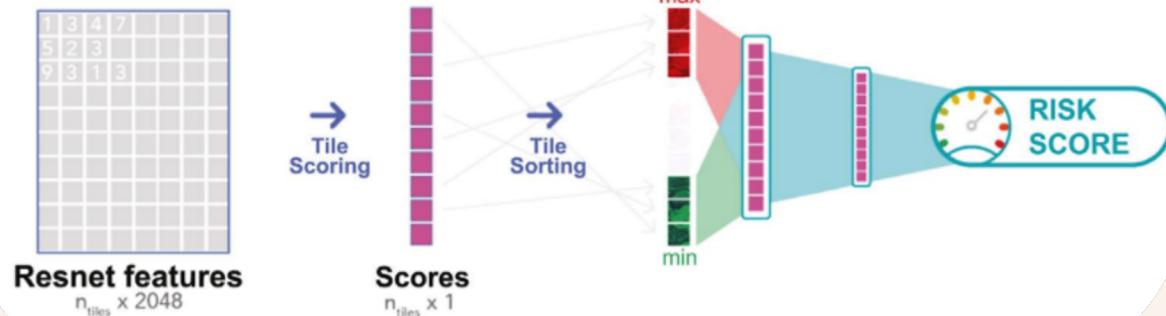 max
1 3 4 7
5 2 3
9 3 1 3
Tile
Scoring
Tile
Sorting
RISK
SCORE
min
Resnet features
n_tiles x 2048
Scores
n_tiles x 1